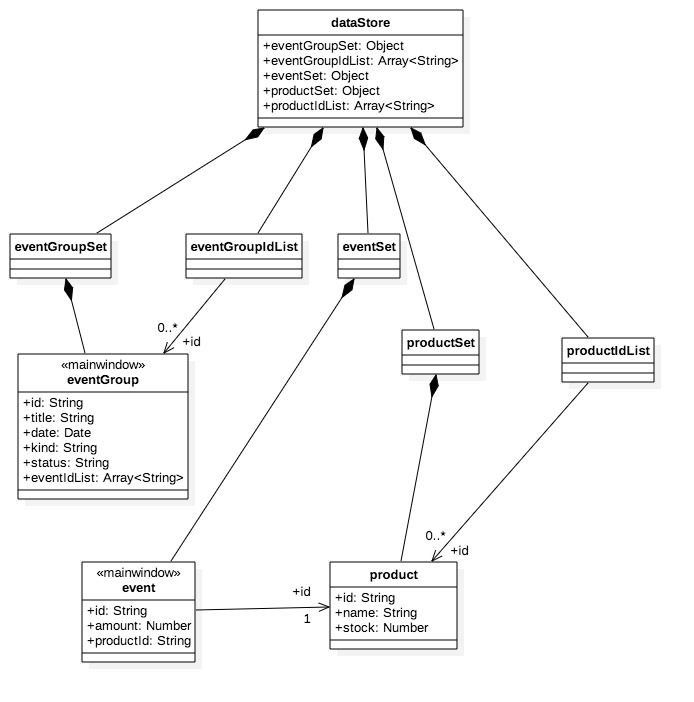 dataStore
+eventGroupSet: Object
+eventGroupIdList: Array<String>
+eventSet: Object
+productSet: Object
+productIdList: Array<String>
eventGroupSet
eventGroupIdList
eventSet
0..*
+id
productSet
productIdList
«mainwindow»
eventGroup
+id: String
+title: String
+date: Date
+kind: String
+status: String
+eventIdList: Array<String>
0..*
+id
«mainwindow»
event
+id: String
+amount: Number
+productId: String
+id
1
product
+id: String
+name: String
+stock: Number